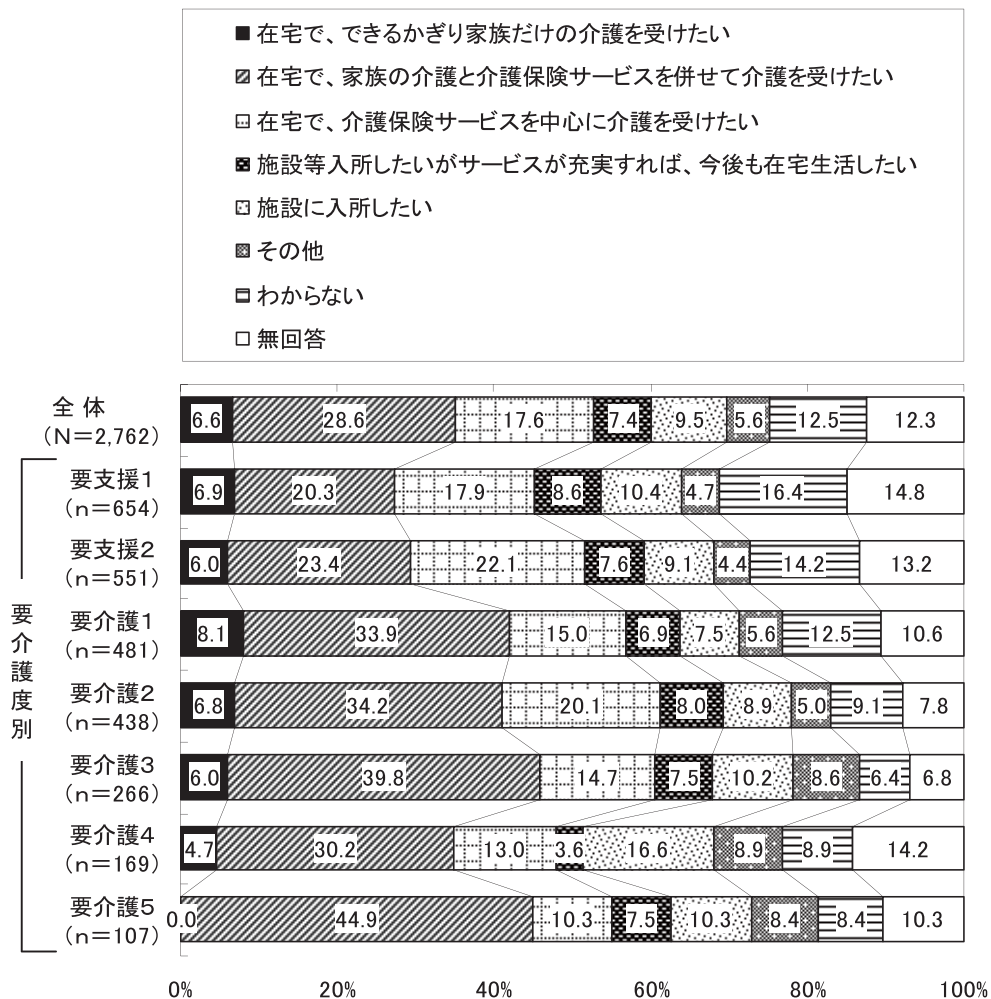 在宅で、できるかぎり家族だけの介護を受けたい
在宅で、家族の介護と介護保険サービスを併せて介護を受けたい
在宅で、介護保険サービスを中心に介護を受けたい
施設等入所したいがサービスが充実すれば、今後も在宅生活したい
施設に入所したい
その他
わからない
無回答
全 体
（N＝2,762）
6.6 28.6 17.6 7.4 9.5 5.6 12.5 12.3
要支援1
（n＝654）
6.9 20.3 17.9 8.6 10.4 4.7 16.4 14.8
要支援2
（n＝551）
6.0 23.4 22.1 7.6 9.1 4.4 14.2 13.2
要介護度別
要介護1
（n＝481）
8.1 33.9 15.0 6.9 7.5 5.6 12.5 10.6
要介護2
（n＝438）
6.8 34.2 20.1 8.0 8.9 5.0 9.1 7.8
要介護3
（n＝266）
6.0 39.8 14.7 7.5 10.2 8.6 6.4 6.8
要介護4
（n＝169）
4.7 30.2 13.0 3.6 16.6 8.9 8.9 14.2
要介護5
（n＝107）
0.0 44.9 10.3 7.5 10.3 8.4 8.4 10.3
0% 20% 40% 60% 80% 100%